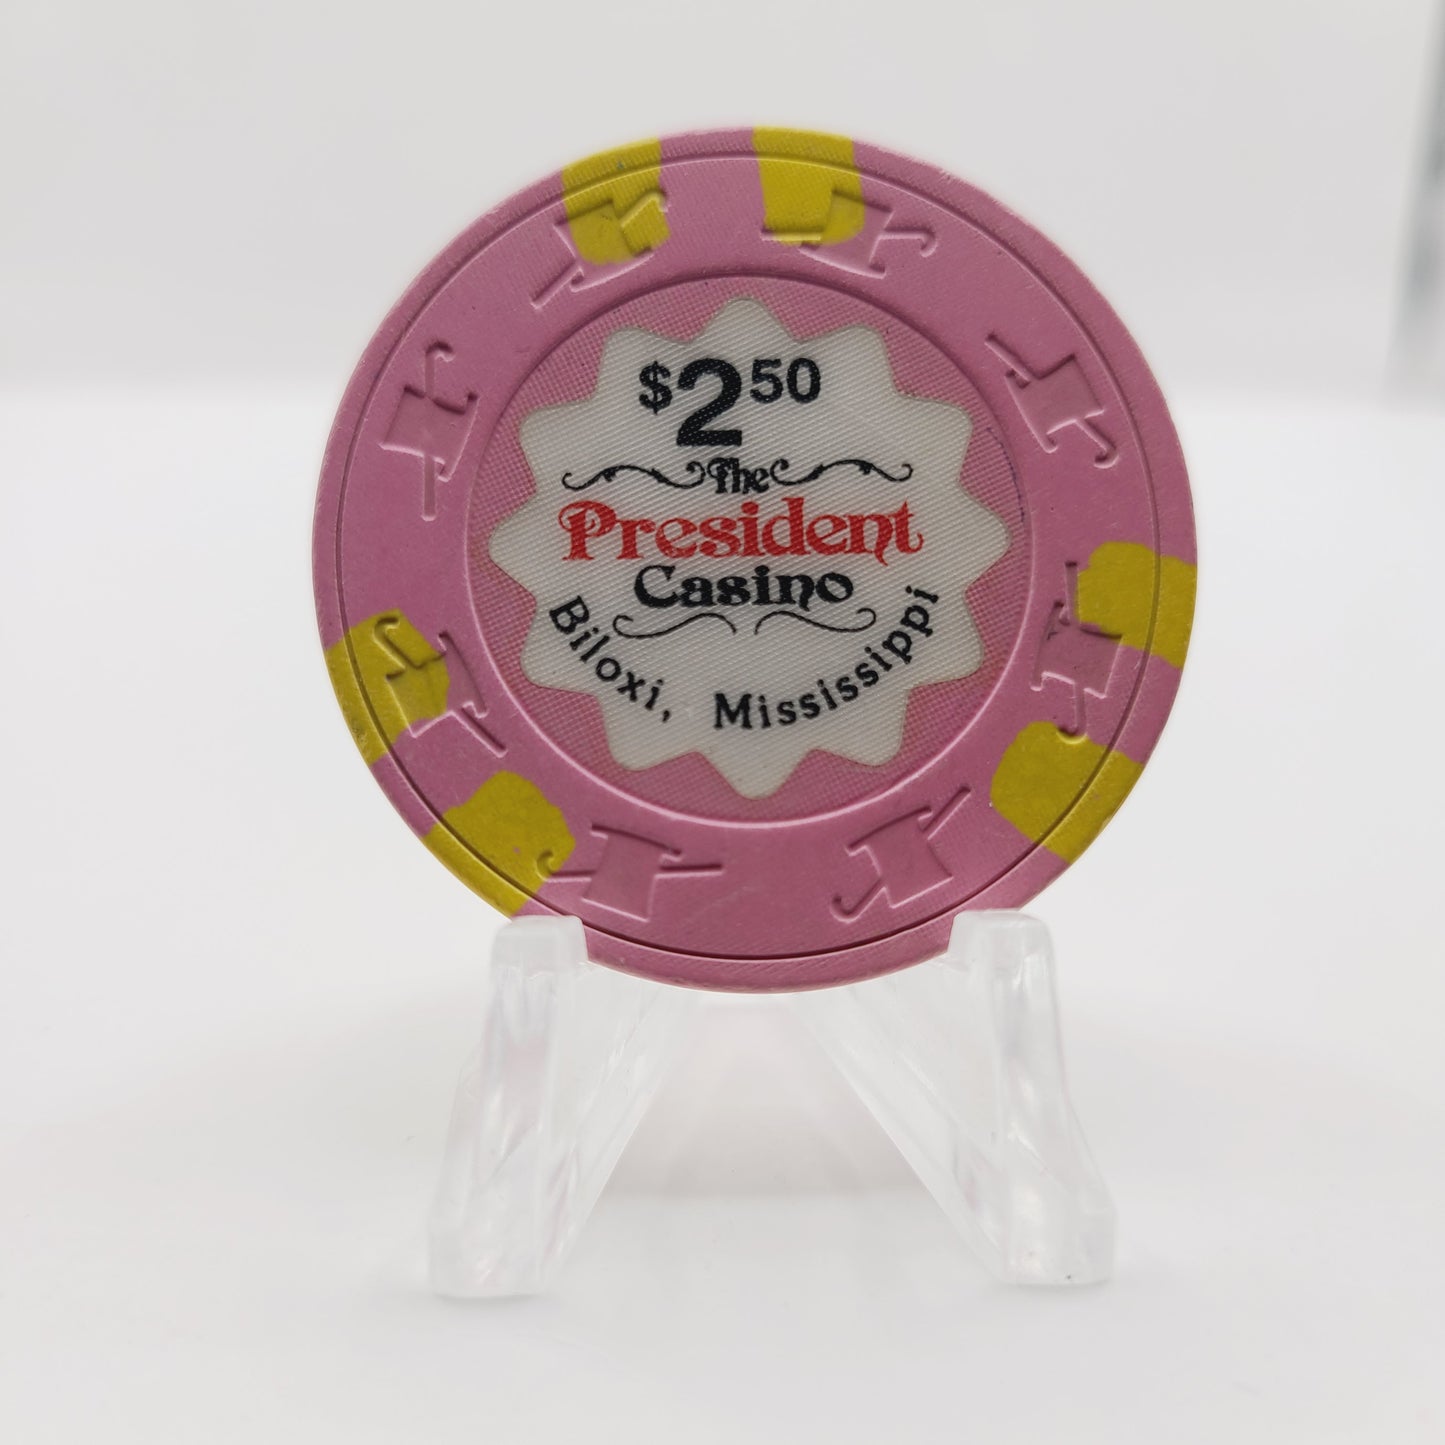 $2.50
The
President
Casino
Biloxi, Mississippi